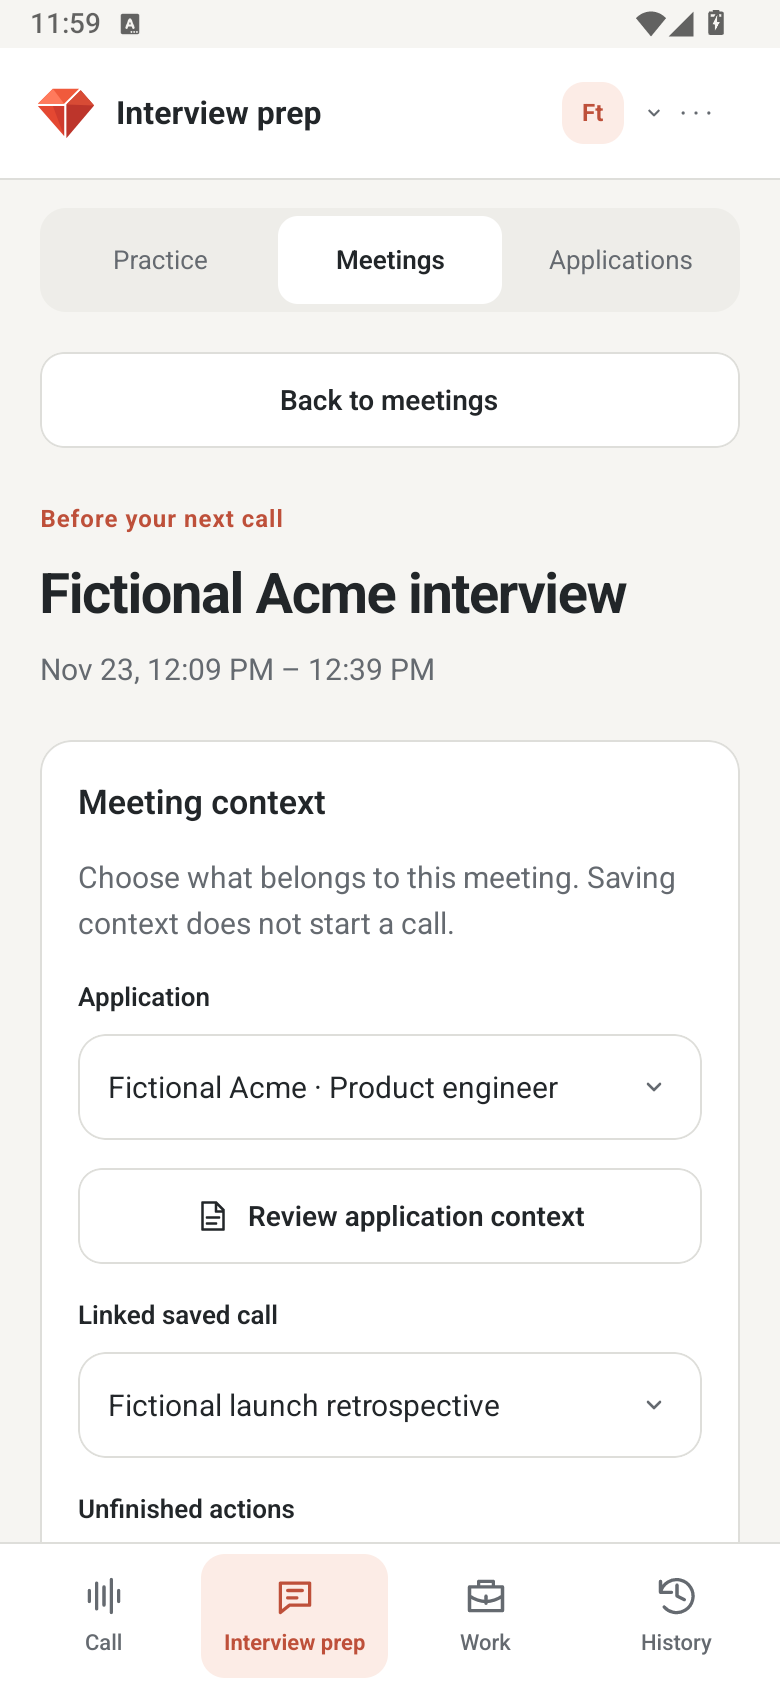 11:59
A
Interview prep
Ft
Practice
Meetings
Applications
Back to meetings
Before your next call
Fictional Acme interview
Nov 23, 12:09 PM – 12:39 PM
Meeting context
Choose what belongs to this meeting. Saving
context does not start a call.
Application
Fictional Acme · Product engineer
Review application context
Linked saved call
Fictional launch retrospective
Unfinished actions
Call
Interview prep
Work
History